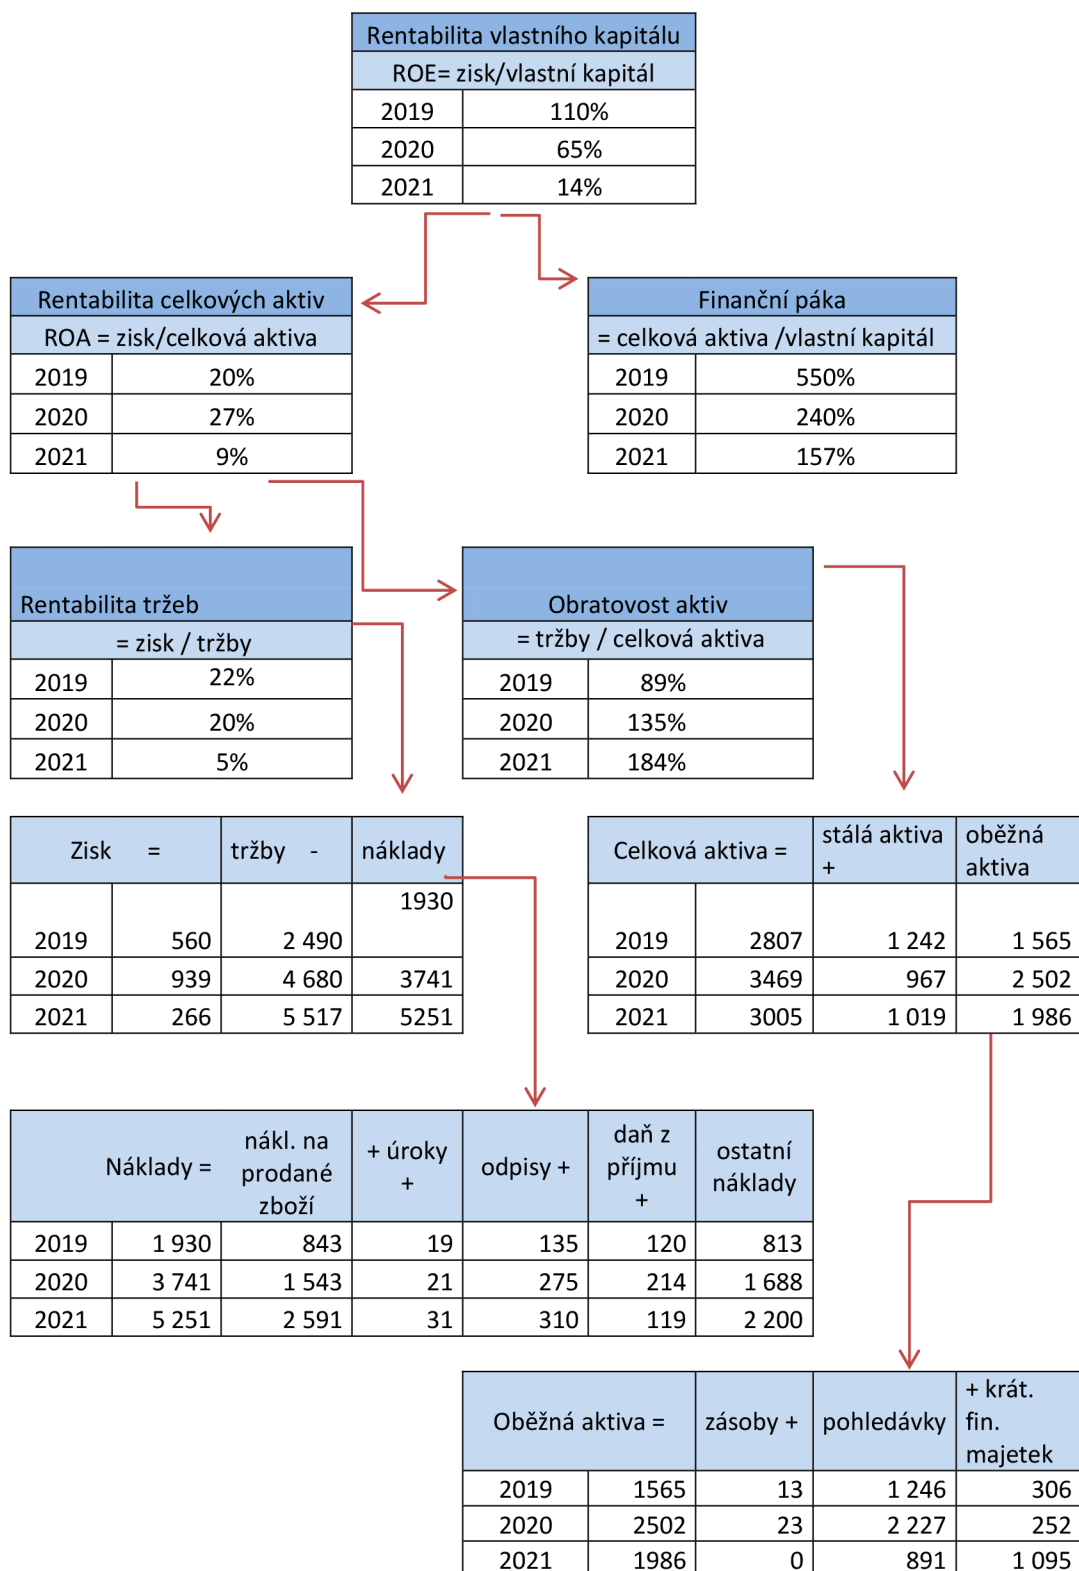 Rentabilita vlastního kapitálu
ROE= zisk/vlastní kapitál
2019 110%
2020 65%
2021 14%
Rentabilita celkových aktiv
ROA = zisk/celková aktiva
2019 20%
2020 27%
2021 9%
Finanční páka
= celková aktiva /vlastní kapitál
2019 550%
2020 240%
2021 157%
Rentabilita tržeb
= zisk / tržby
2019 22%
2020 20%
2021 5%
Obratovost aktiv
= tržby / celková aktiva
2019 89%
2020 135%
2021 184%
Zisk = tržby - náklady
2019 560 2 490 1930
2020 939 4 680 3741
2021 266 5 517 5251
Celková aktiva = stálá aktiva + oběžná aktiva
2019 2807 1 242 1 565
2020 3469 967 2 502
2021 3005 1 019 1 986
Náklady = nákl. na prodané zboží + úroky + odpisy + daň z příjmu + ostatní náklady
2019 1 930 843 19 135 120 813
2020 3 741 1 543 21 275 214 1 688
2021 5 251 2 591 31 310 119 2 200
Oběžná aktiva = zásoby + pohledávky + krát. fin. majetek
2019 1565 13 1 246 306
2020 2502 23 2 227 252
2021 1986 0 891 1 095